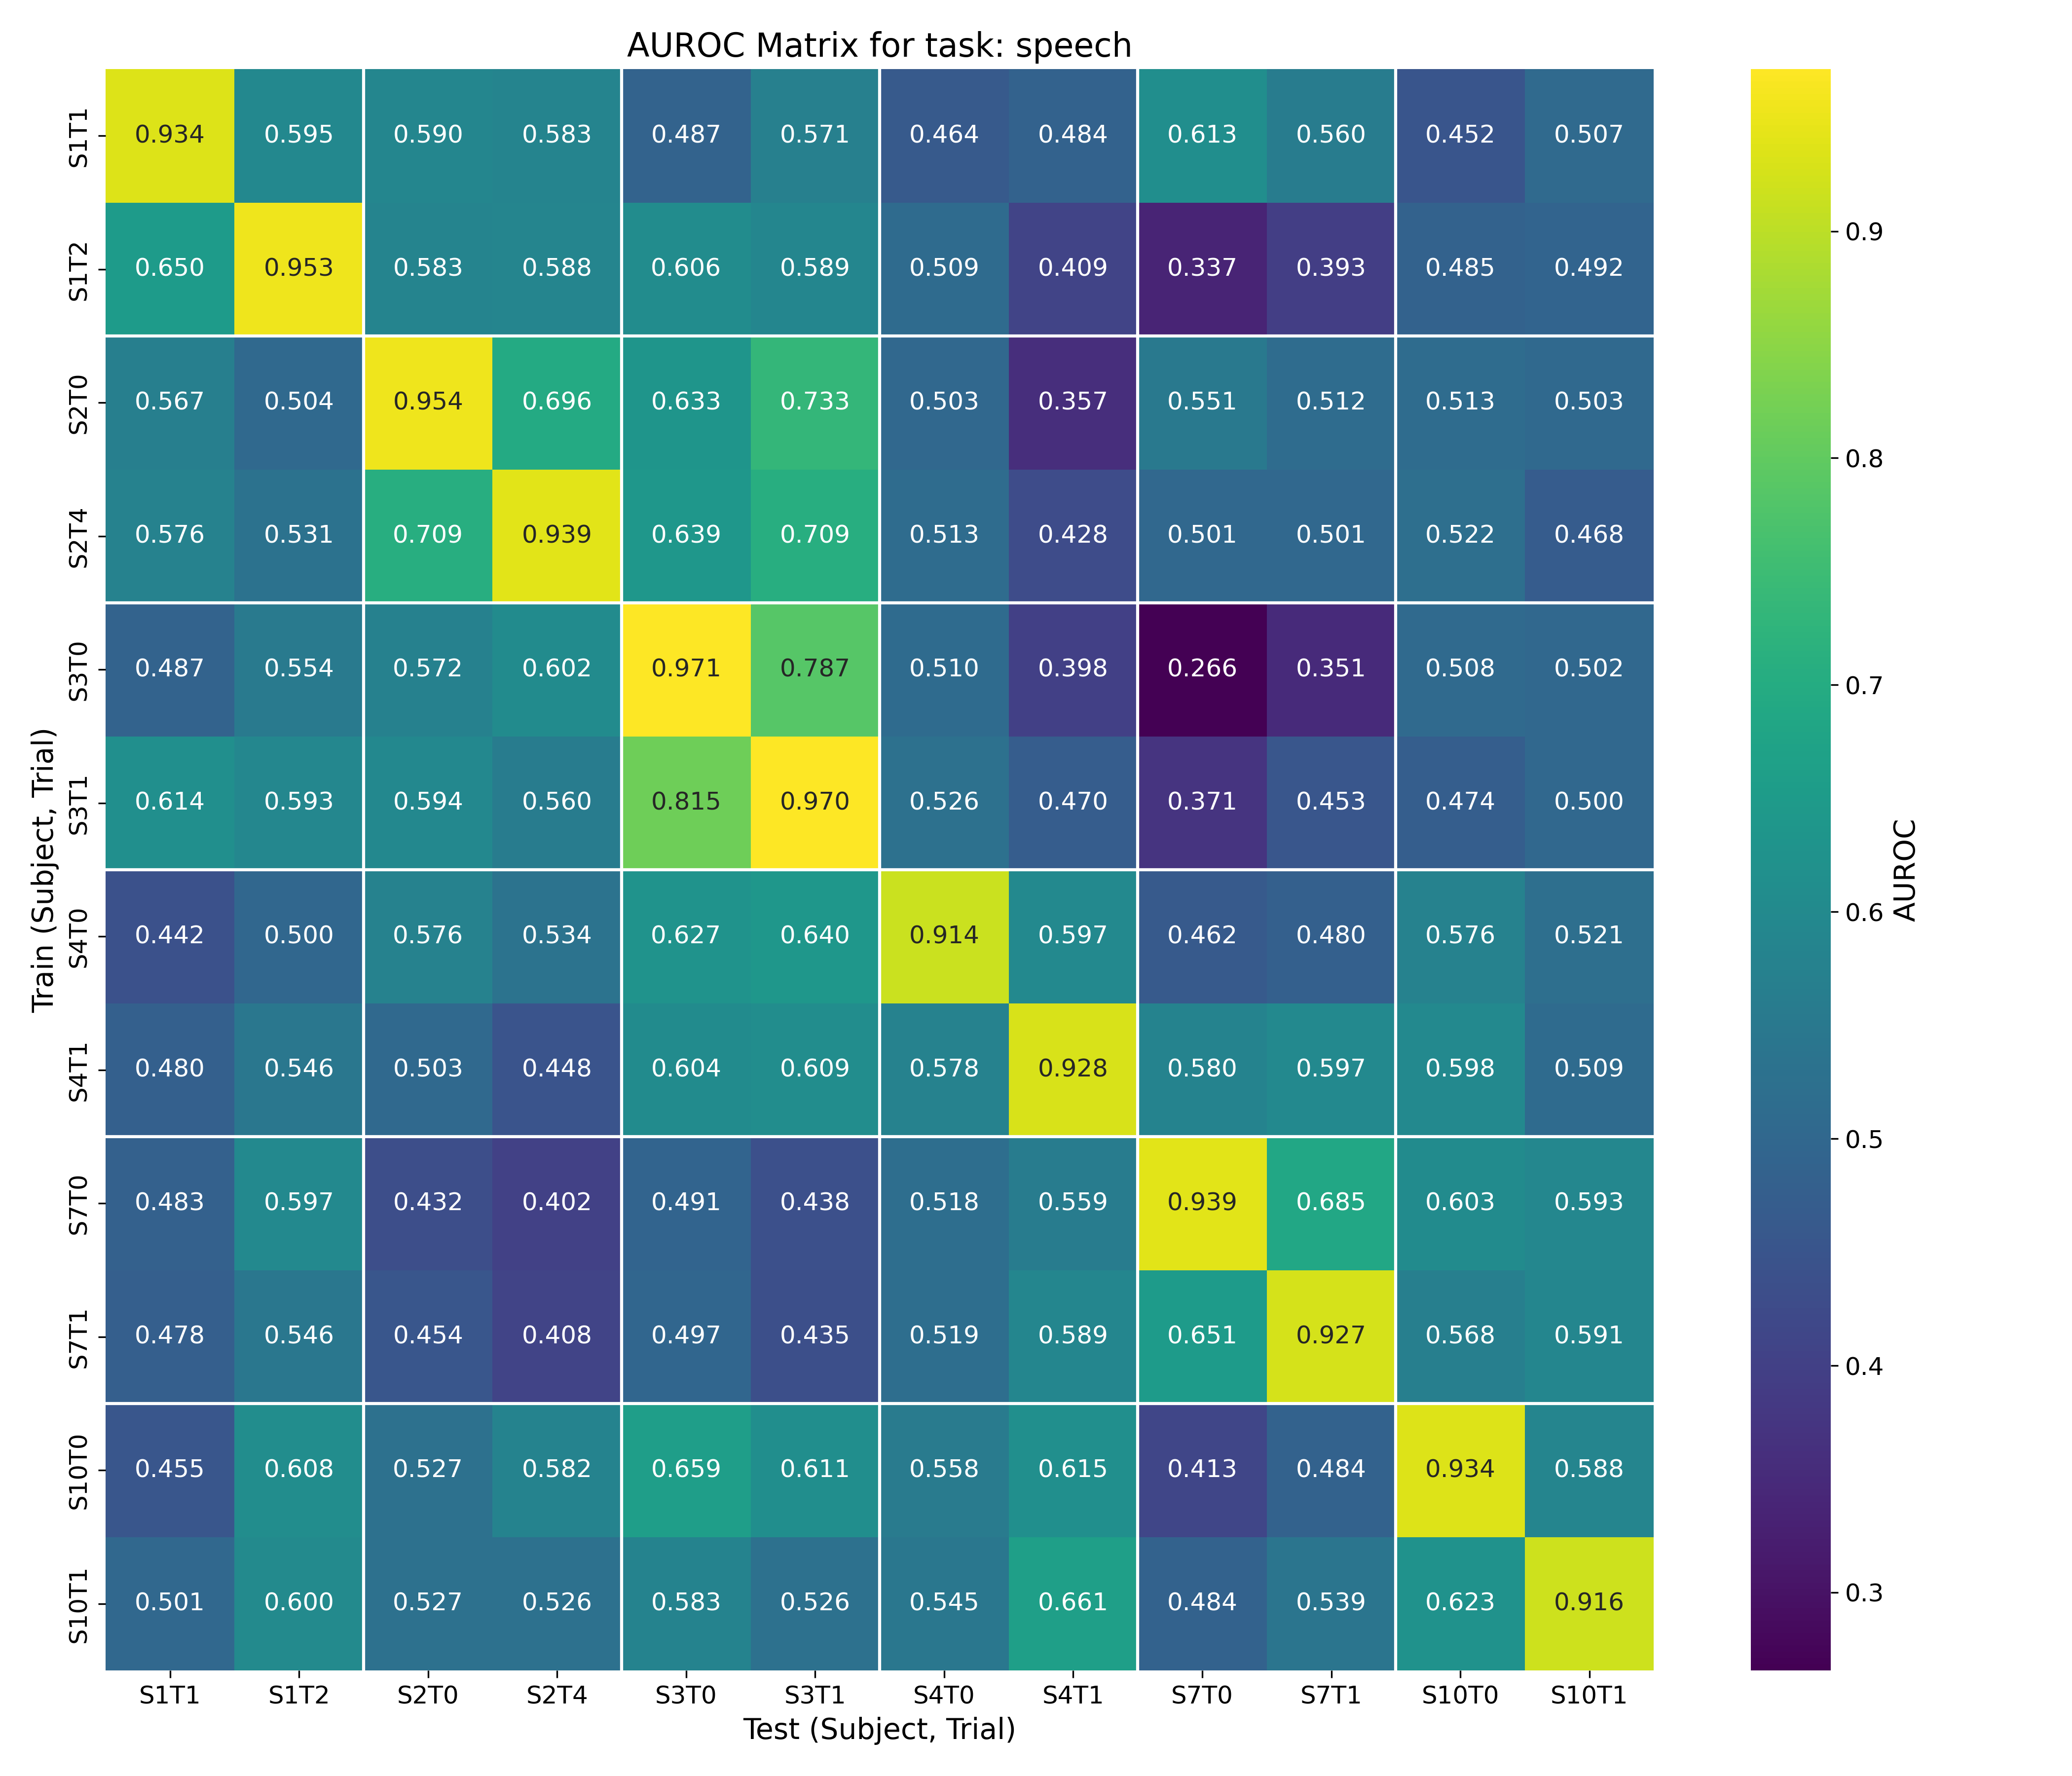 AUROC Matrix for task: speech
S1T1 0.934 0.595 0.590 0.583 0.487 0.571 0.464 0.484 0.613 0.560 0.452 0.507
S1T2 0.650 0.953 0.583 0.588 0.606 0.589 0.509 0.409 0.337 0.393 0.485 0.492
S2T0 0.567 0.504 0.954 0.696 0.633 0.733 0.503 0.357 0.551 0.512 0.513 0.503
S2T4 0.576 0.531 0.709 0.939 0.639 0.709 0.513 0.428 0.501 0.501 0.522 0.468
S3T0 0.487 0.554 0.572 0.602 0.971 0.787 0.510 0.398 0.266 0.351 0.508 0.502
S3T1 0.614 0.593 0.594 0.560 0.815 0.970 0.526 0.470 0.371 0.453 0.474 0.500
S4T0 0.442 0.500 0.576 0.534 0.627 0.640 0.914 0.597 0.462 0.480 0.576 0.521
S4T1 0.480 0.546 0.503 0.448 0.604 0.609 0.578 0.928 0.580 0.597 0.598 0.509
S7T0 0.483 0.597 0.432 0.402 0.491 0.438 0.518 0.559 0.939 0.685 0.603 0.593
S7T1 0.478 0.546 0.454 0.408 0.497 0.435 0.519 0.589 0.651 0.927 0.568 0.591
S10T0 0.455 0.608 0.527 0.582 0.659 0.611 0.558 0.615 0.413 0.484 0.934 0.588
S10T1 0.501 0.600 0.527 0.526 0.583 0.526 0.545 0.661 0.484 0.539 0.623 0.916
S1T1 S1T2 S2T0 S2T4 S3T0 S3T1 S4T0 S4T1 S7T0 S7T1 S10T0 S10T1
Test (Subject, Trial)
Train (Subject, Trial)
0.9
0.8
0.7
0.6
0.5
0.4
0.3
AUROC